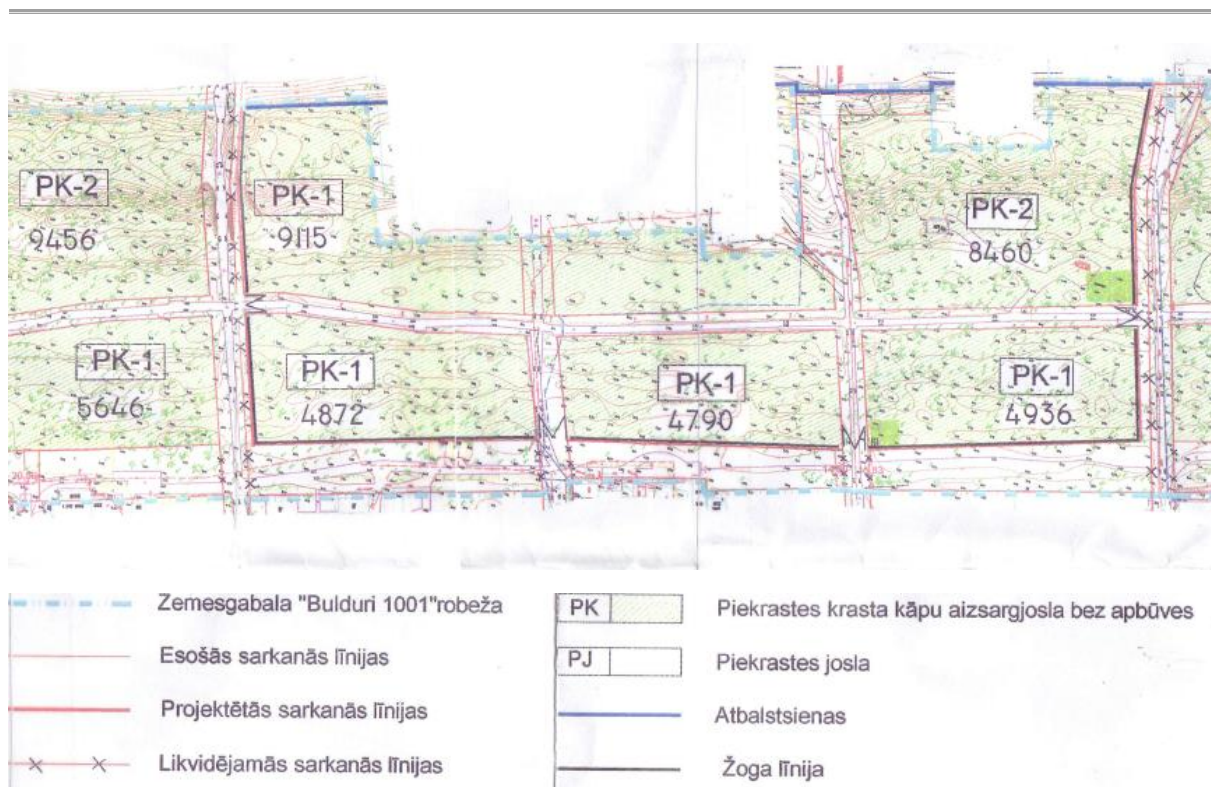 PK-2
9456
PK-1
9115
PK-2
8460
PK-1
5646
PK-1
4872
PK-1
4790
PK-1
4936
Zemesgabala "Bulduri 1001"robeža
Esošās sarkanās līnijas
Projektētās sarkanās līnijas
Likvidējamās sarkanās līnijas
PK
Piekrastes krasta kāpu aizsargjosla bez apbūves
PJ
Piekrastes josla
Atbalstsienas
Žoga līnija